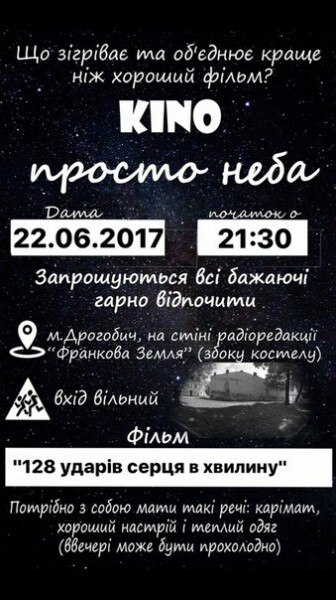 Що зігріває та об'єднює краще
ніж хороший фільм?
КІНО
просто неба
Дата
початок о
22.06.2017
21:30
Запрошуються всі бажаючі
гарно відпочити
м.Дрогобич, на стіні радіоредакції
“Франкова Земля” (збоку костелу)
вхід вільний
Фільм
"128 ударів серця в хвилину"
Потрібно з собою мати такі речі: карімат,
хороший настрій і теплий одяг
(ввечері може бути прохолодно)